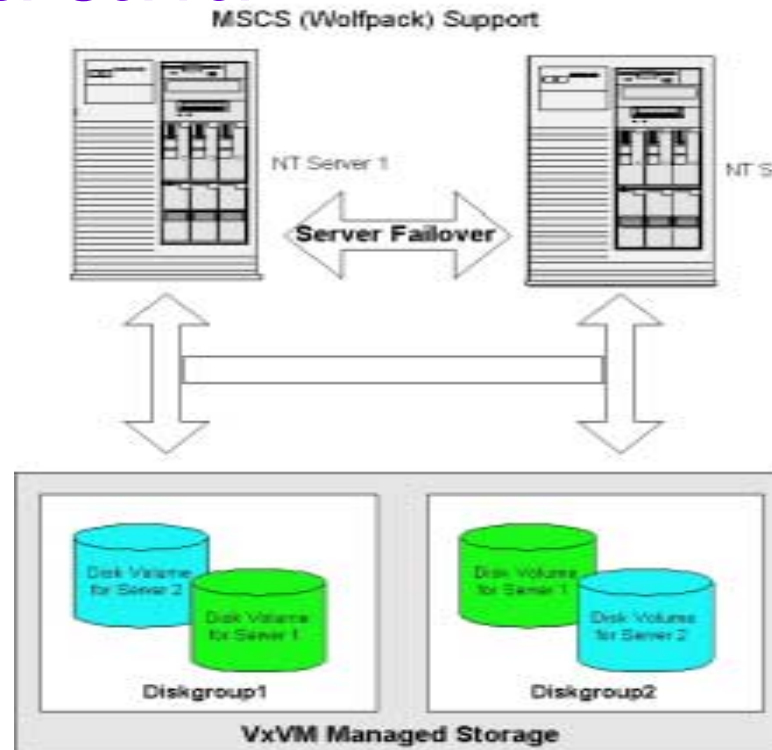 MSCS (Wolfpack) Support
NT Server 1
NT S
Server Failover
Disk Volume
for Server 2
Disk Volume
for Server 1
Diskgroup1
Disk Volume
for Server 1
Disk Volume
for Server 2
Diskgroup2
VxVM Managed Storage